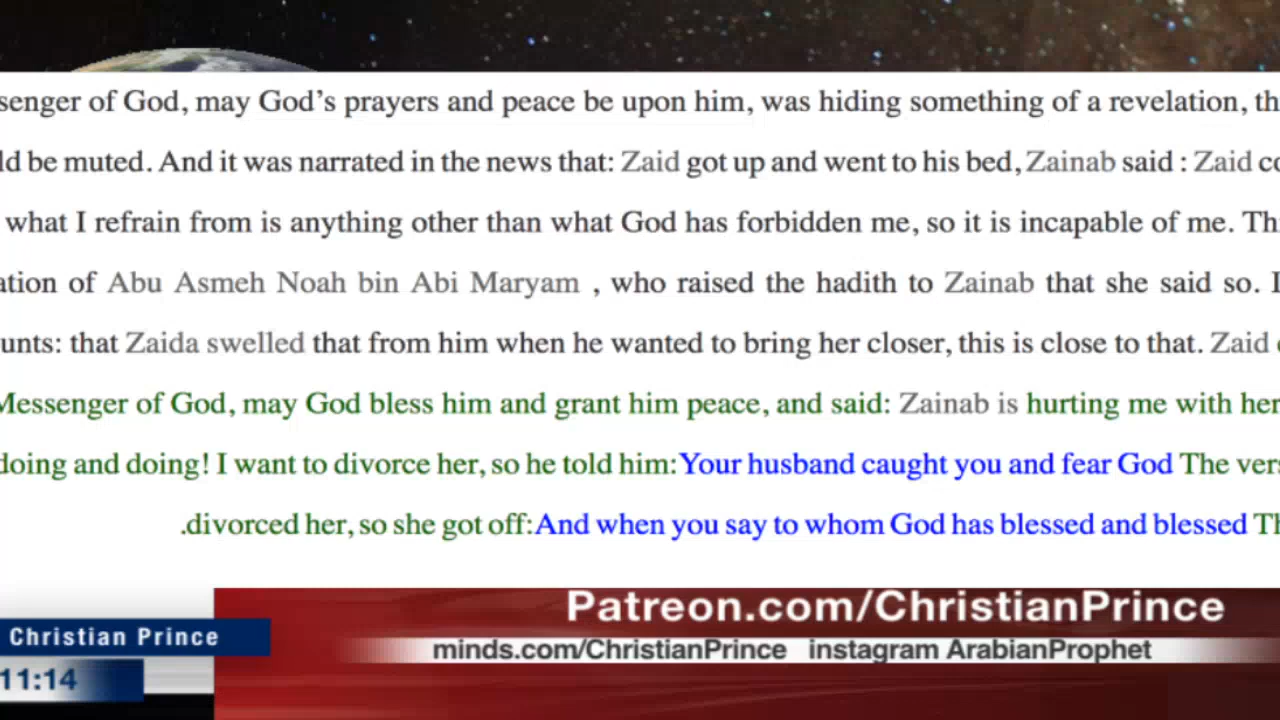 senger of God, may God’s prayers and peace be upon him, was hiding something of a revelation, th
ld be muted. And it was narrated in the news that: Zaid got up and went to his bed, Zainab said : Zaid co
what I refrain from is anything other than what God has forbidden me, so it is incapable of me. Th
ation of Abu Asmeh Noah bin Abi Maryam , who raised the hadith to Zainab that she said so. I
unts: that Zaida swelled that from him when he wanted to bring her closer, this is close to that. Zaid
Messenger of God, may God bless him and grant him peace, and said: Zainab is hurting me with her
doing and doing! I want to divorce her, so he told him:Your husband caught you and fear God The vers
.divorced her, so she got off:And when you say to whom God has blessed and blessed Th
Patreon.com/ChristianPrince
Christian Prince
minds.com/ChristianPrince instagram ArabianProphet
11:14